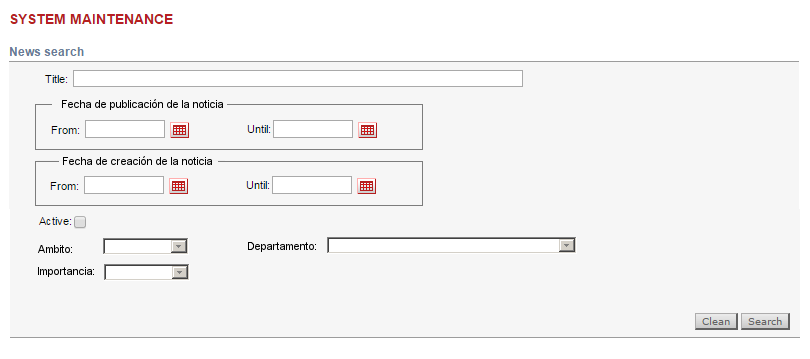 SYSTEM MAINTENANCE
News search
Title:
Fecha de publicación de la noticia
From: Until:
Fecha de creación de la noticia
From: Until:
Active:
Ambito: Departamento:
Importancia:
Clean Search